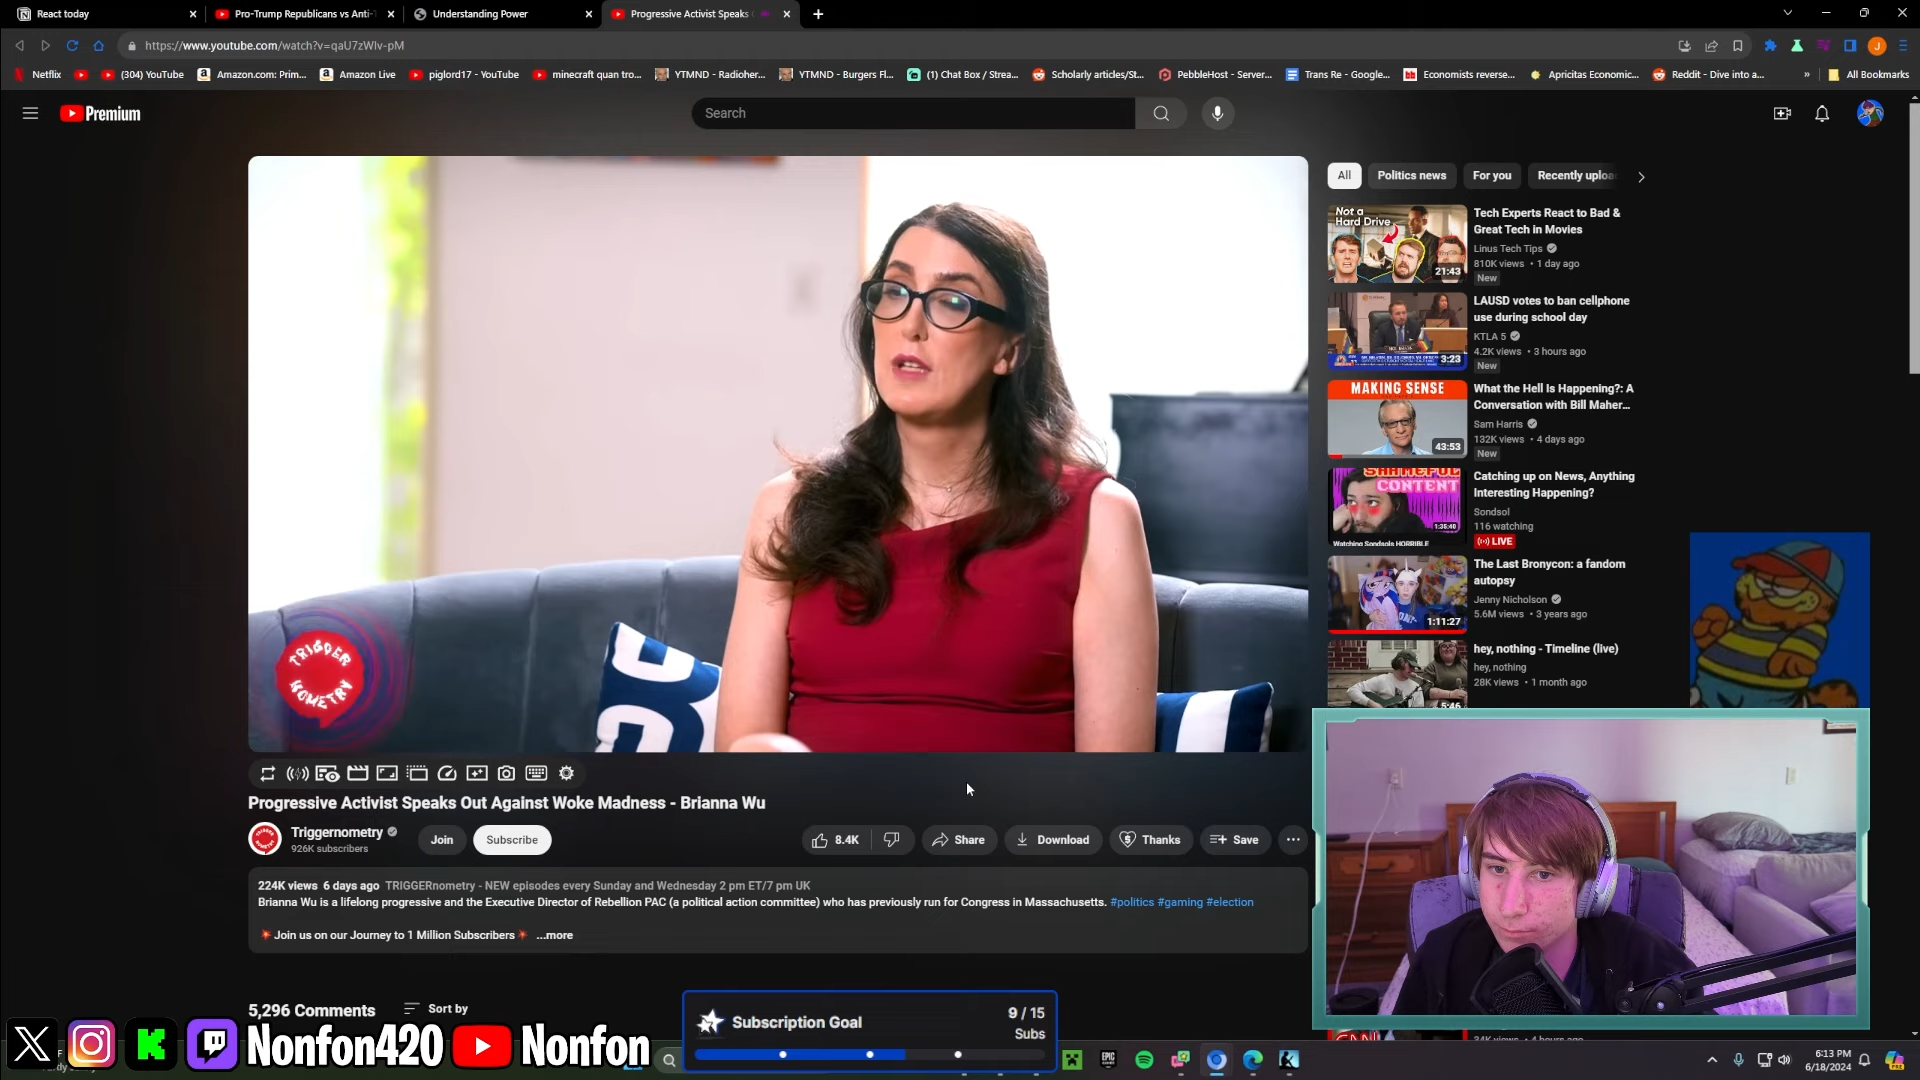 React today
Pro-Trump Republicans vs Anti-T
Understanding Power
Progressive Activist Speaks
https://www.youtube.com/watch?v=qaU7zWlv-pM
J
Netflix
(304) YouTube
Amazon.com: Prim...
Amazon Live
piglord17 - YouTube
minecraft quan tro...
YTMND - Radioher...
YTMND - Burgers Fl...
(1) Chat Box / Strea...
Scholarly articles/St...
PebbleHost - Server...
Trans Re - Google...
Economists reverse...
Apricitas Economic...
Reddit - Dive into a...
»
All Bookmarks
Premium
Search
All
Politics news
For you
Recently uploa
Not a
Hard Drive
21:43
Tech Experts React to Bad &
Great Tech in Movies
Linus Tech Tips
810K views • 1 day ago
New
3:23
LAUSD votes to ban cellphone
use during school day
KTLA 5
4.2K views • 3 hours ago
New
MAKING SENSE
43:53
What the Hell Is Happening?: A
Conversation with Bill Maher...
Sam Harris
132K views • 4 days ago
New
SHAMEFUL
CONTENT
1:35:40
Watching Sondsols HORRIBLE
Catching up on News, Anything
Interesting Happening?
Sondsol
116 watching
LIVE
1:11:27
The Last Bronycon: a fandom
autopsy
Jenny Nicholson
5.6M views • 3 years ago
5:46
hey, nothing - Timeline (live)
hey, nothing
28K views • 1 month ago
TRIGGER
NOMETRY
Progressive Activist Speaks Out Against Woke Madness - Brianna Wu
Triggernometry
926K subscribers
Join
Subscribe
8.4K
Share
Download
Thanks
Save
224K views 6 days ago TRIGGERnometry - NEW episodes every Sunday and Wednesday 2 pm ET/7 pm UK
Brianna Wu is a lifelong progressive and the Executive Director of Rebellion PAC (a political action committee) who has previously run for Congress in Massachusetts. #politics #gaming #election
Join us on our Journey to 1 Million Subscribers ...more
5,296 Comments
Sort by
Subscription Goal
9 / 15
Subs
Nonfon420
Nonfon
EPIC
6:13 PM
6/18/2024